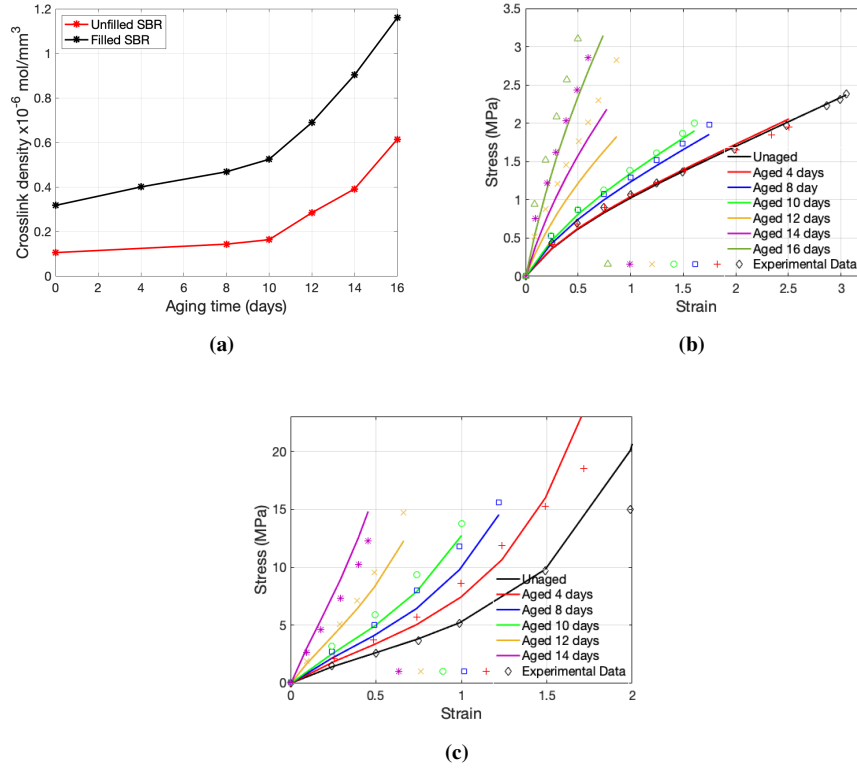 1.2
1
0.8
0.6
0.4
0.2
0
Crosslink density x10-6 mol/mm3
Unfilled SBR
Filled SBR
0 2 4 6 8 10 12 14 16
Aging time (days)
(a)
3.5
3
2.5
2
1.5
1
0.5
0
Stress (MPa)
Unaged
Aged 4 days
Aged 8 day
Aged 10 days
Aged 12 days
Aged 14 days
Aged 16 days
Experimental Data
0 0.5 1 1.5 2 2.5 3
Strain
(b)
20
15
10
5
0
Stress (MPa)
Unaged
Aged 4 days
Aged 8 days
Aged 10 days
Aged 12 days
Aged 14 days
Experimental Data
0 0.5 1 1.5 2
Strain
(c)